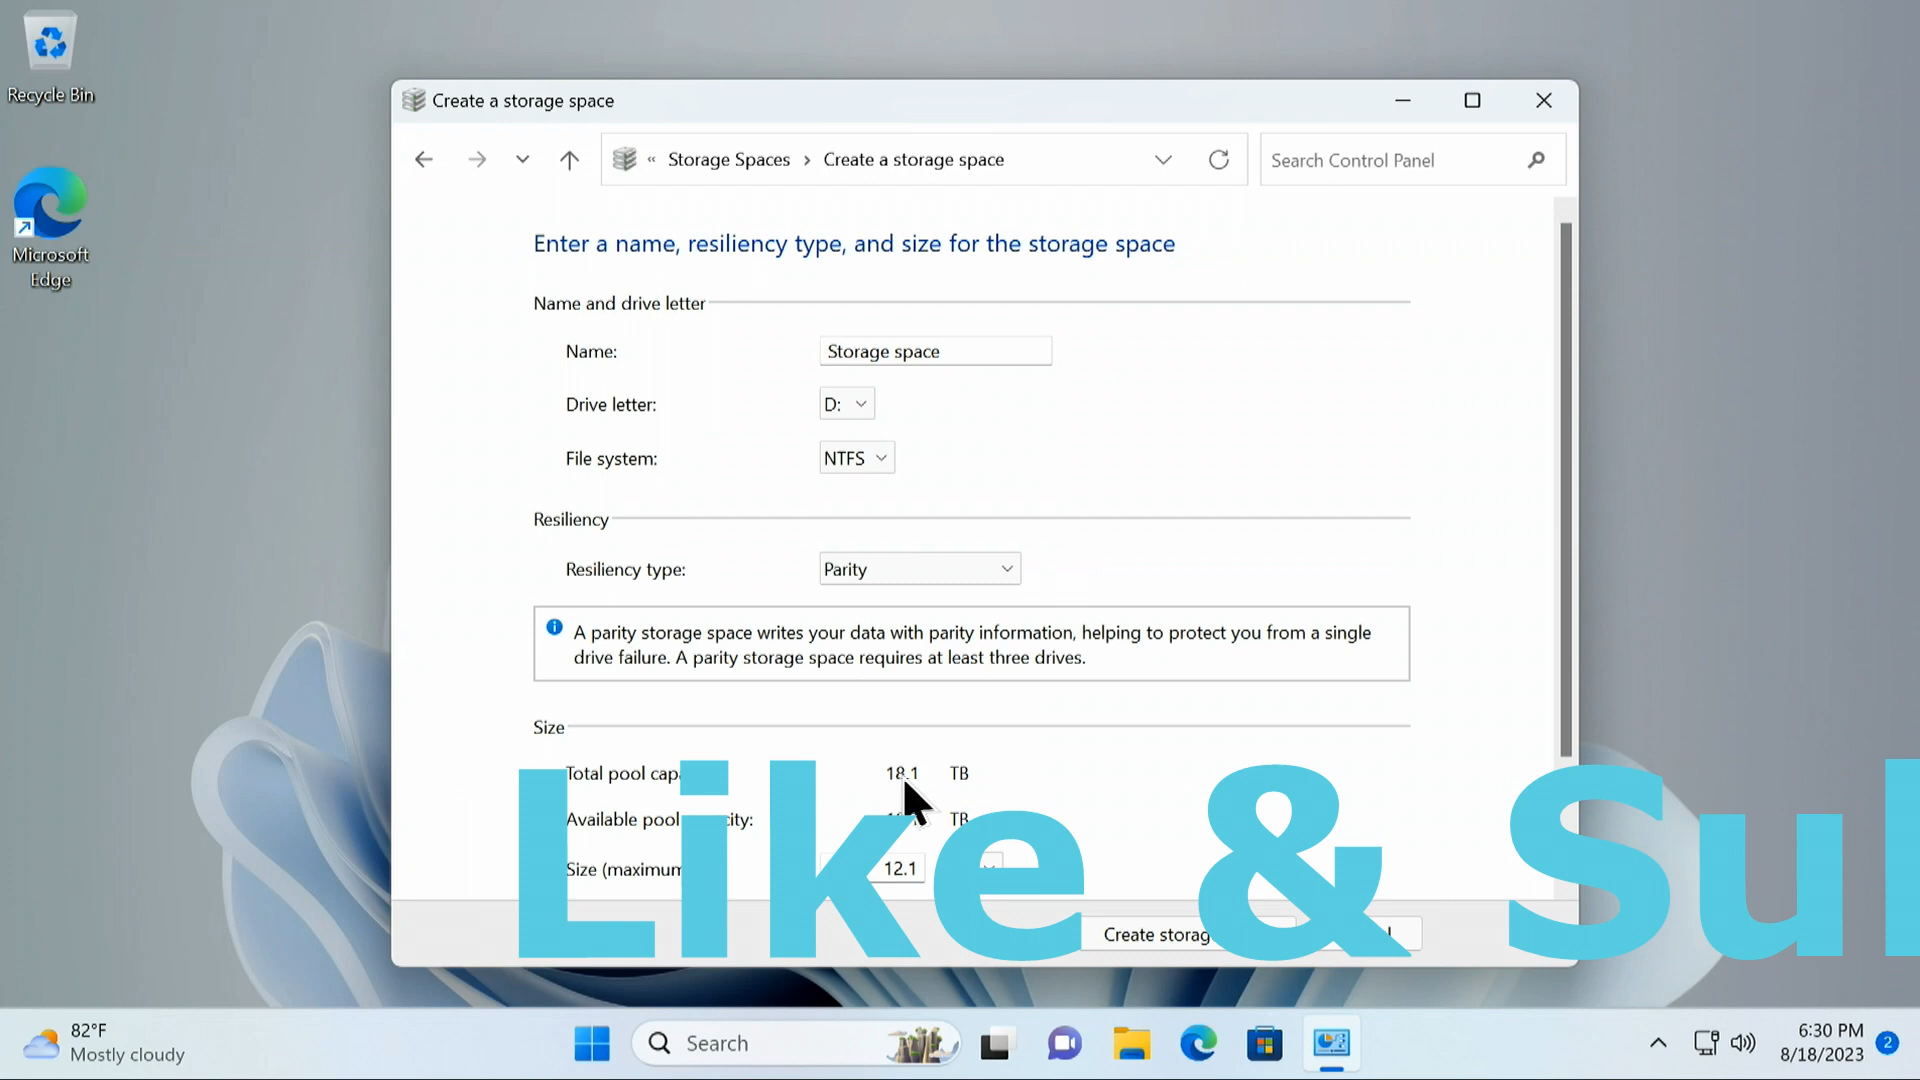 Recycle Bin
Microsoft
Edge
Create a storage space
« Storage Spaces › Create a storage space
Search Control Panel
Enter a name, resiliency type, and size for the storage space
Name and drive letter
Name: Storage space
Drive letter: D:
File system: NTFS
Resiliency
Resiliency type: Parity
A parity storage space writes your data with parity information, helping to protect you from a single
drive failure. A parity storage space requires at least three drives.
Size
Total pool cap 18.1 TB
Available pool city: TB
Size (maximum 12.1
Create storag
Like & Su
82°F
Mostly cloudy
Search
6:30 PM
8/18/2023
2